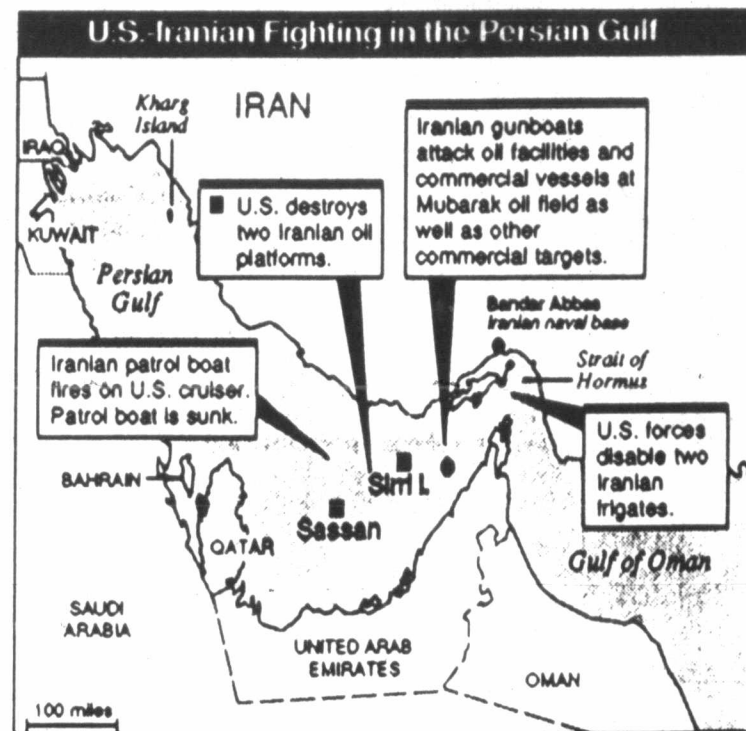 U.S.-Iranian Fighting in the Persian Gulf
Kharg
Island
IRAN
IRAQ
KUWAIT
Persian
Gulf
■ U.S. destroys
two Iranian oil
platforms.
Iranian gunboats
attack oil facilities and
commercial vessels at
Mubarak oil field as
well as other
commercial targets.
Bandar Abbas
Iranian naval base
Strait of
Hormus
Iranian patrol boat
fires on U.S. cruiser.
Patrol boat is sunk.
U.S. forces
disable two
Iranian
frigates.
BAHRAIN
Sirri I.
Sassan
QATAR
Gulf of Oman
SAUDI
ARABIA
UNITED ARAB
EMIRATES
OMAN
100 miles